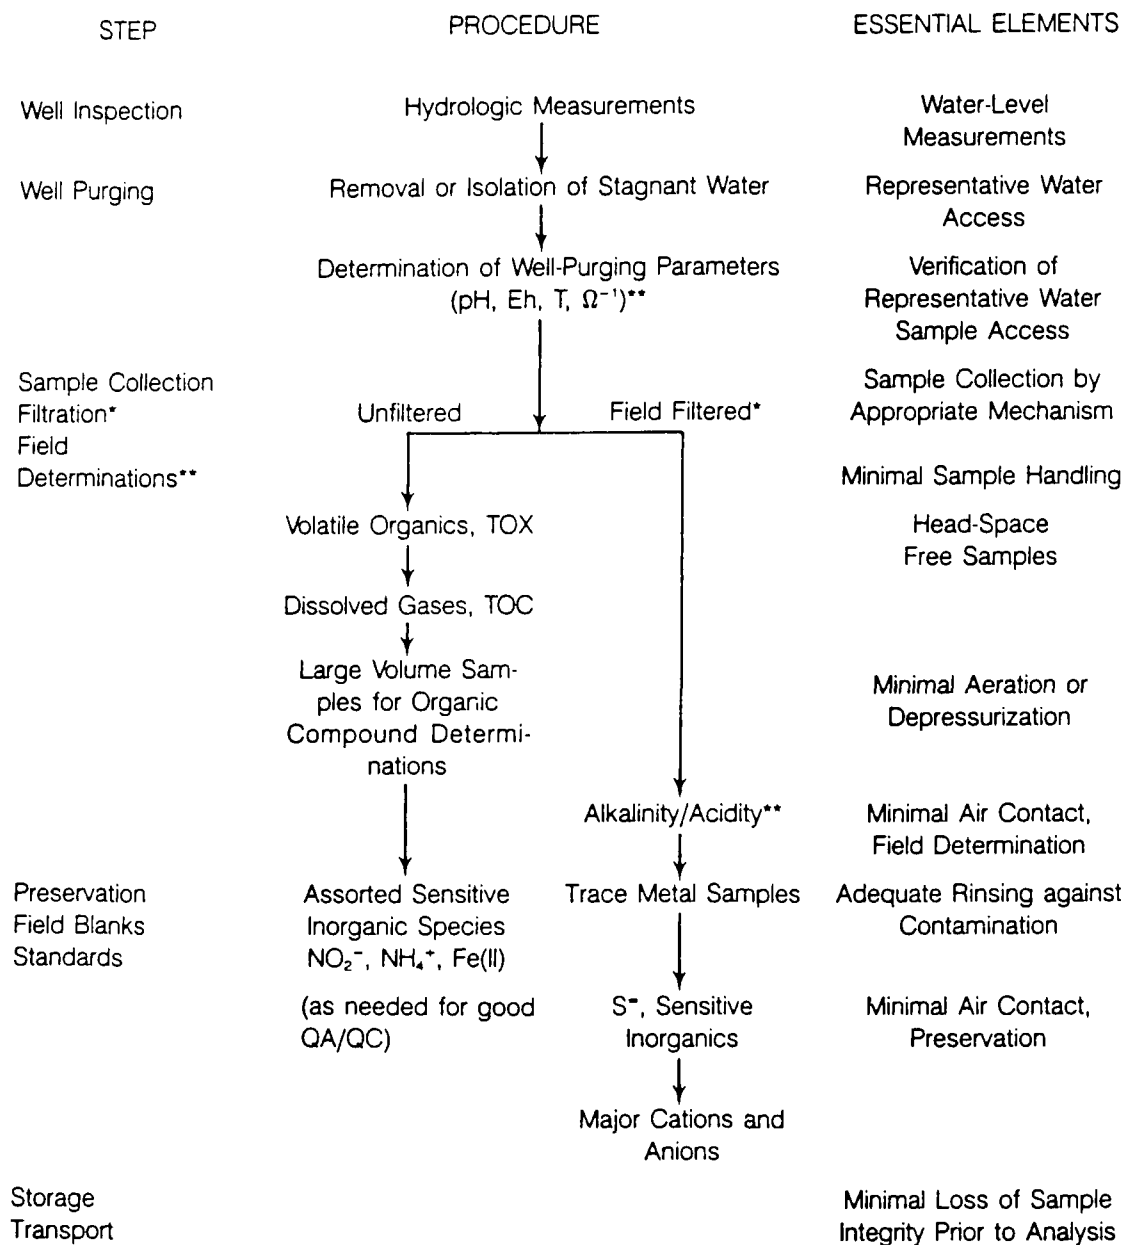 STEP PROCEDURE ESSENTIAL ELEMENTS
Well Inspection Hydrologic Measurements Water-Level
Measurements
Well Purging Removal or Isolation of Stagnant Water Representative Water
Access
Determination of Well-Purging Parameters Verification of
(pH, Eh, T, Ω⁻¹)** Representative Water
Sample Access
Sample Collection Sample Collection by
Filtration* Unfiltered Field Filtered* Appropriate Mechanism
Field
Determinations** Minimal Sample Handling
Volatile Organics, TOX Head-Space
Free Samples
Dissolved Gases, TOC
Large Volume Sam-
ples for Organic Minimal Aeration or
Compound Determi- Depressurization
nations
Alkalinity/Acidity** Minimal Air Contact,
Field Determination
Preservation Assorted Sensitive Trace Metal Samples Adequate Rinsing against
Field Blanks Inorganic Species Contamination
Standards NO₂⁻, NH₄⁺, Fe(II)
(as needed for good S⁼, Sensitive Minimal Air Contact,
QA/QC) Inorganics Preservation
Major Cations and
Anions
Storage Minimal Loss of Sample
Transport Integrity Prior to Analysis